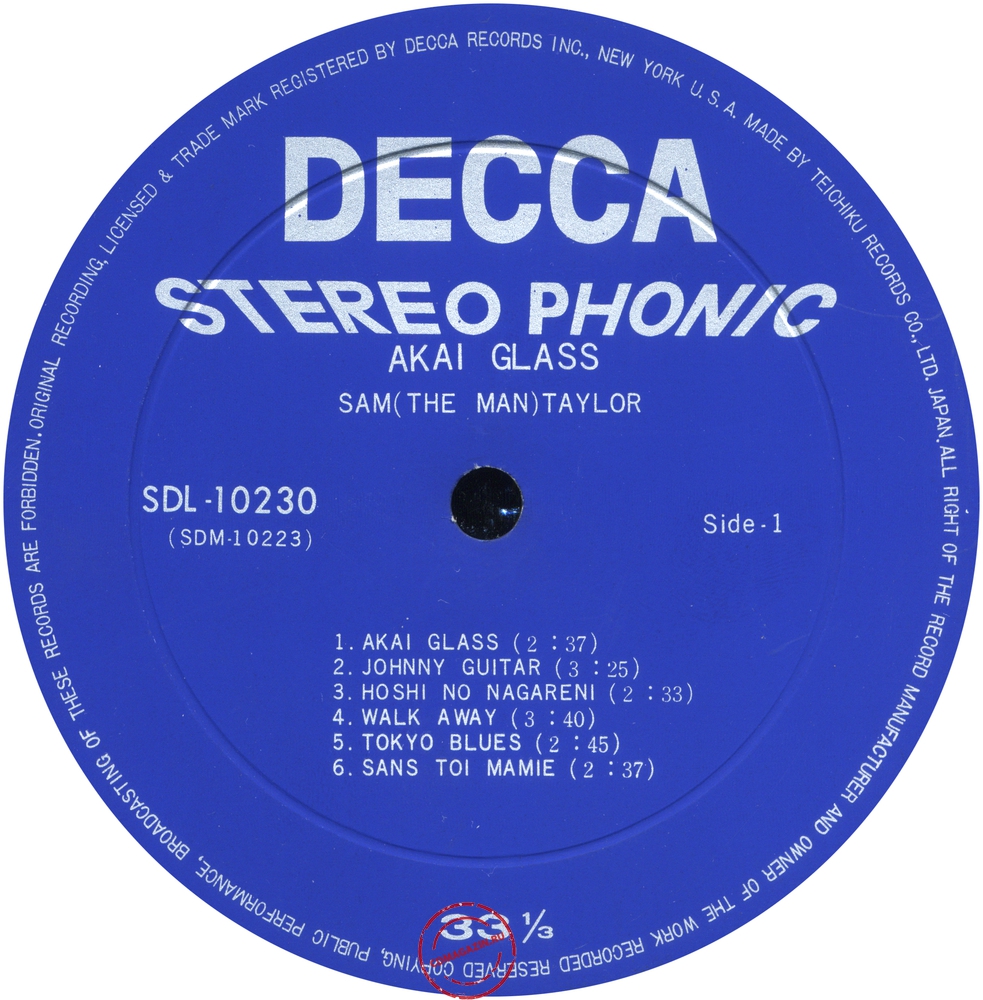 ORIGINAL RECORDING, LICENSED & TRADE MARK REGISTERED BY DECCA RECORDS INC., NEW YORK U.S.A. MADE BY TEICHIKU RECORDS CO., LTD. JAPAN. ALL RIGHT OF THE RECORD MANUFACTURER AND OWNER OF THE WORK RECORDED RESERVED COPYING, PUBLIC PERFORMANCE, BROADCASTING OF THESE RECORDS ARE FORBIDDEN.
DECCA
STEREO PHONIC
AKAI GLASS
SAM(THE MAN)TAYLOR
SDL-10230
(SDM-10223)
Side-1
1. AKAI GLASS (2:37)
2. JOHNNY GUITAR (3:25)
3. HOSHI NO NAGARENI (2:33)
4. WALK AWAY (3:40)
5. TOKYO BLUES (2:45)
6. SANS TOI MAMIE (2:37)
33 1/3